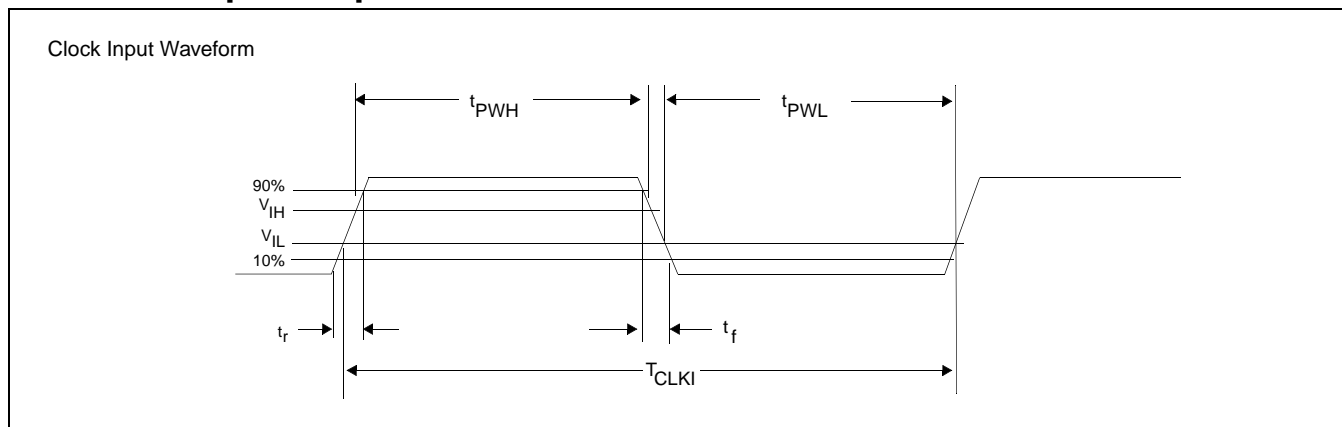 Clock Input Waveform
tPWH
tPWL
90%
VIH
VIL
10%
tr
tf
TCLKI